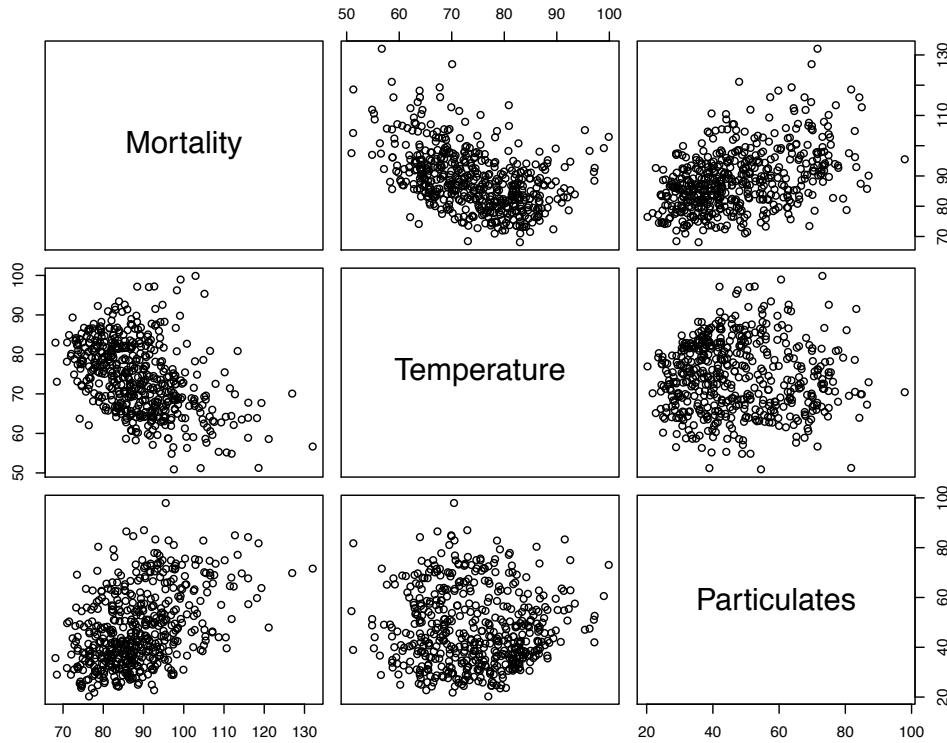 50 60 70 80 90 100
Mortality
70 80 90 110 130
50 60 70 80 90 100
Temperature
Particulates
20 40 60 80 100
70 80 90 100 110 120 130
20 40 60 80 100